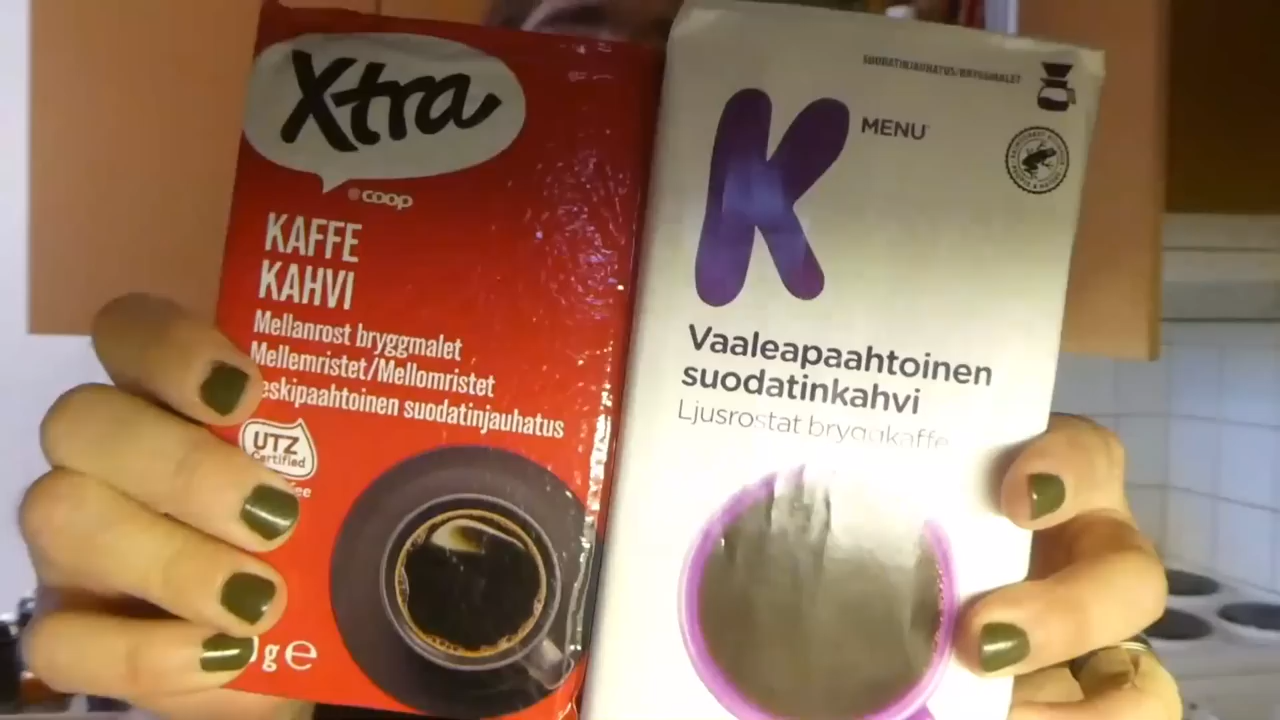 Xtra
coop
KAFFE
KAHVI
Mellanrost bryggmalet
Mellemristet/Mellomristet
eskipaahtoinen suodatinjauhatus
UTZ
Certified
ee
g e
SUODATINJAUHATUS/BRYGGMALET
K
MENU
Vaaleapaahtoinen
suodatinkahvi
Ljusrostat bryggkaffe